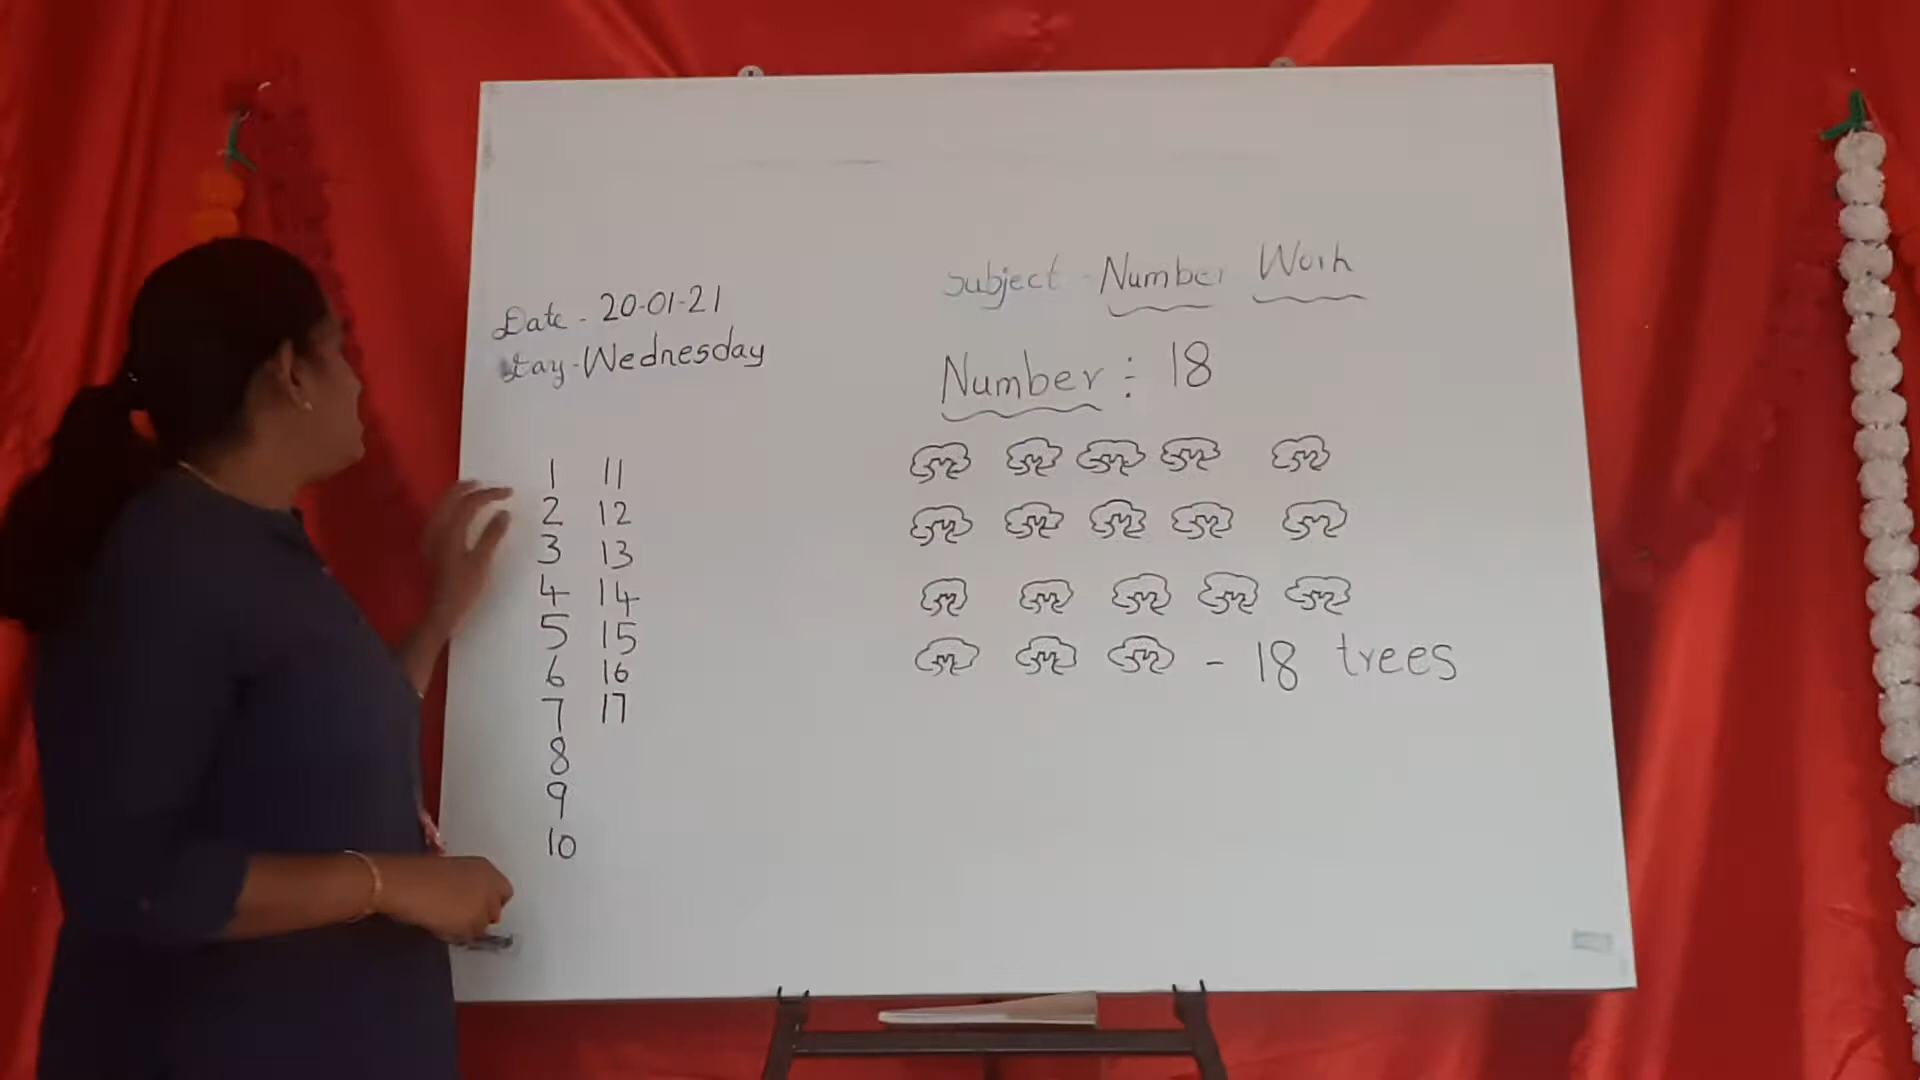 Date - 20-01-21
Day - Wednesday
Subject - Number Work
Number : 18
1 11
2 12
3 13
4 14
5 15
6 16
7 17
8
9
10
- 18 trees